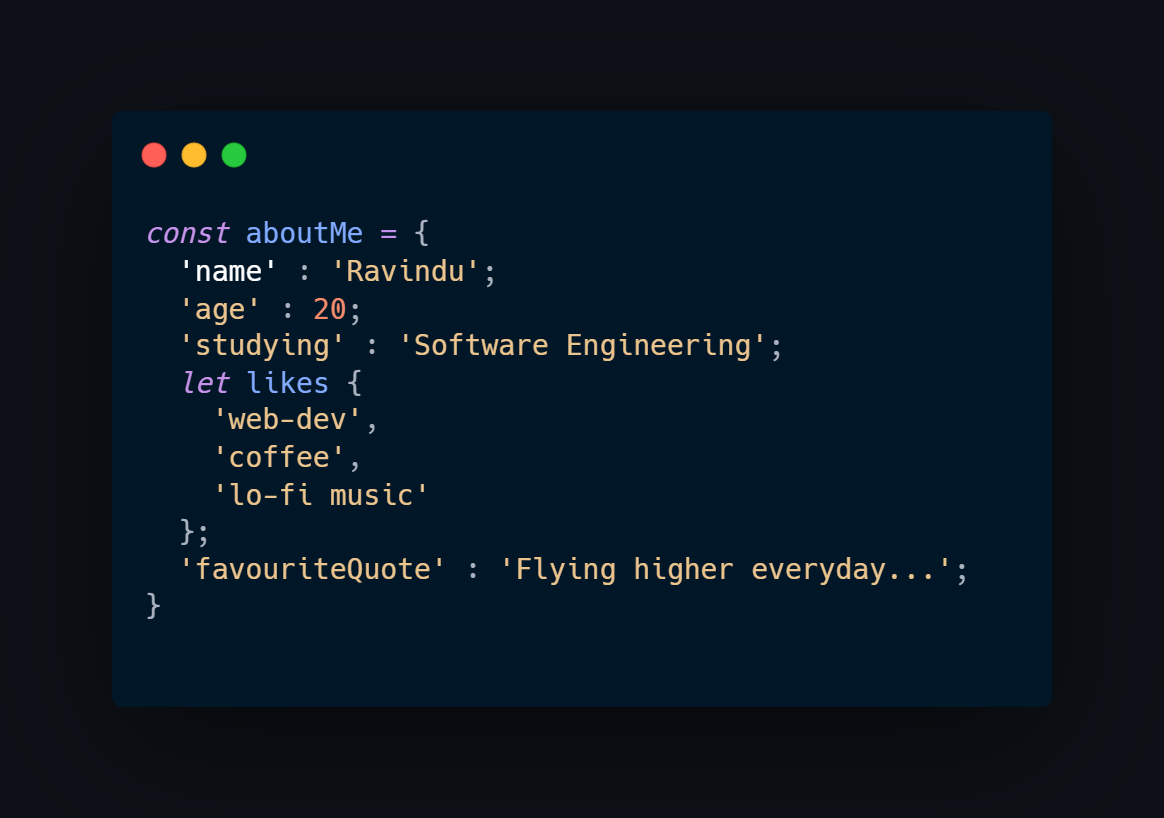 const aboutMe = {
  'name' : 'Ravindu';
  'age' : 20;
  'studying' : 'Software Engineering';
  let likes {
    'web-dev',
    'coffee',
    'lo-fi music'
  };
  'favouriteQuote' : 'Flying higher everyday...';
}